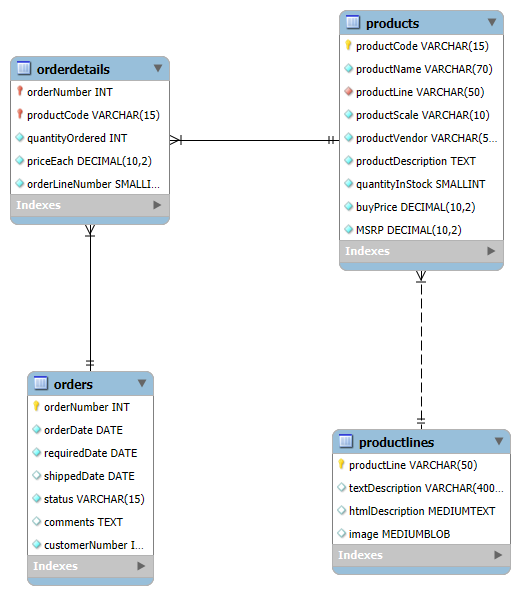 orderdetails
orderNumber INT
productCode VARCHAR(15)
quantityOrdered INT
priceEach DECIMAL(10,2)
orderLineNumber SMALLI...
Indexes
products
productCode VARCHAR(15)
productName VARCHAR(70)
productLine VARCHAR(50)
productScale VARCHAR(10)
productVendor VARCHAR(5...
productDescription TEXT
quantityInStock SMALLINT
buyPrice DECIMAL(10,2)
MSRP DECIMAL(10,2)
Indexes
orders
orderNumber INT
orderDate DATE
requiredDate DATE
shippedDate DATE
status VARCHAR(15)
comments TEXT
customerNumber I...
Indexes
productlines
productLine VARCHAR(50)
textDescription VARCHAR(400...
htmlDescription MEDIUMTEXT
image MEDIUMBLOB
Indexes